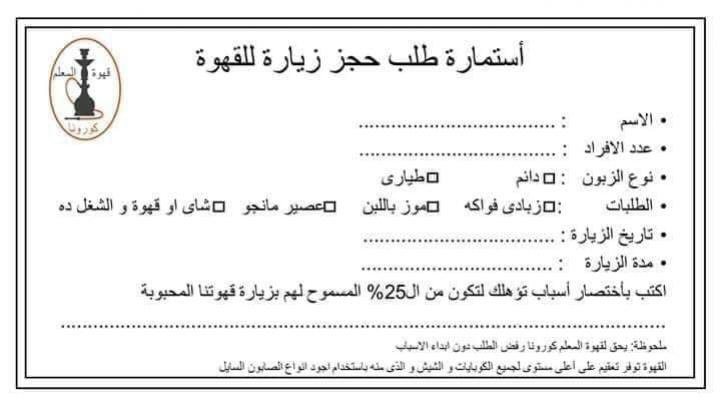 أستمارة طلب حجز زيارة للقهوة
قهوة المعلم
كورونا
• الاسم : ....................................
• عدد الافراد : ....................................
• نوع الزبون : □ دائم □ طيارى
• الطلبات : □ زبادى فواكه □ موز باللبن □ عصير مانجو □ شاى او قهوة و الشغل ده
• تاريخ الزيارة : ....................................
• مدة الزيارة : ....................................
اكتب بأختصار أسباب تؤهلك لتكون من ال25% المسموح لهم بزيارة قهوتنا المحبوبة
................................................................................................
ملحوظة: يحق لقهوة المعلم كورونا رفض الطلب دون ابداء الاسباب
القهوة توفر تعقيم على أعلى مستوى لجميع الكوبايات و الشيش و الذى منه باستخدام اجود انواع الصابون السايل